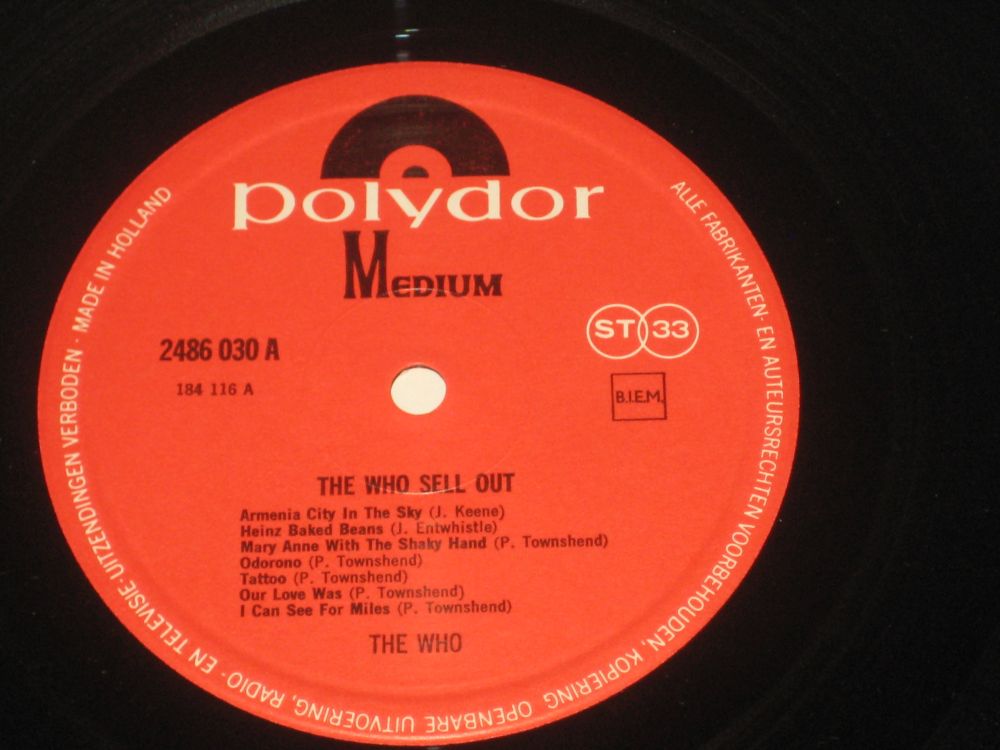 polydor
Medium
2486 030 A
184 116 A
ST 33
B.I.E.M.
THE WHO SELL OUT
Armenia City In The Sky (J. Keene)
Heinz Baked Beans (J. Entwhistle)
Mary Anne With The Shaky Hand (P. Townshend)
Odorono (P. Townshend)
Tattoo (P. Townshend)
Our Love Was (P. Townshend)
I Can See For Miles (P. Townshend)
THE WHO
ALLE FABRIKANTEN- EN AUTEURSRECHTEN VOORBEHOUDEN, KOPIERING OPENBARE UITVOERING, RADIO- EN TELEVISIE-UITZENDINGEN VERBODEN · MADE IN HOLLAND